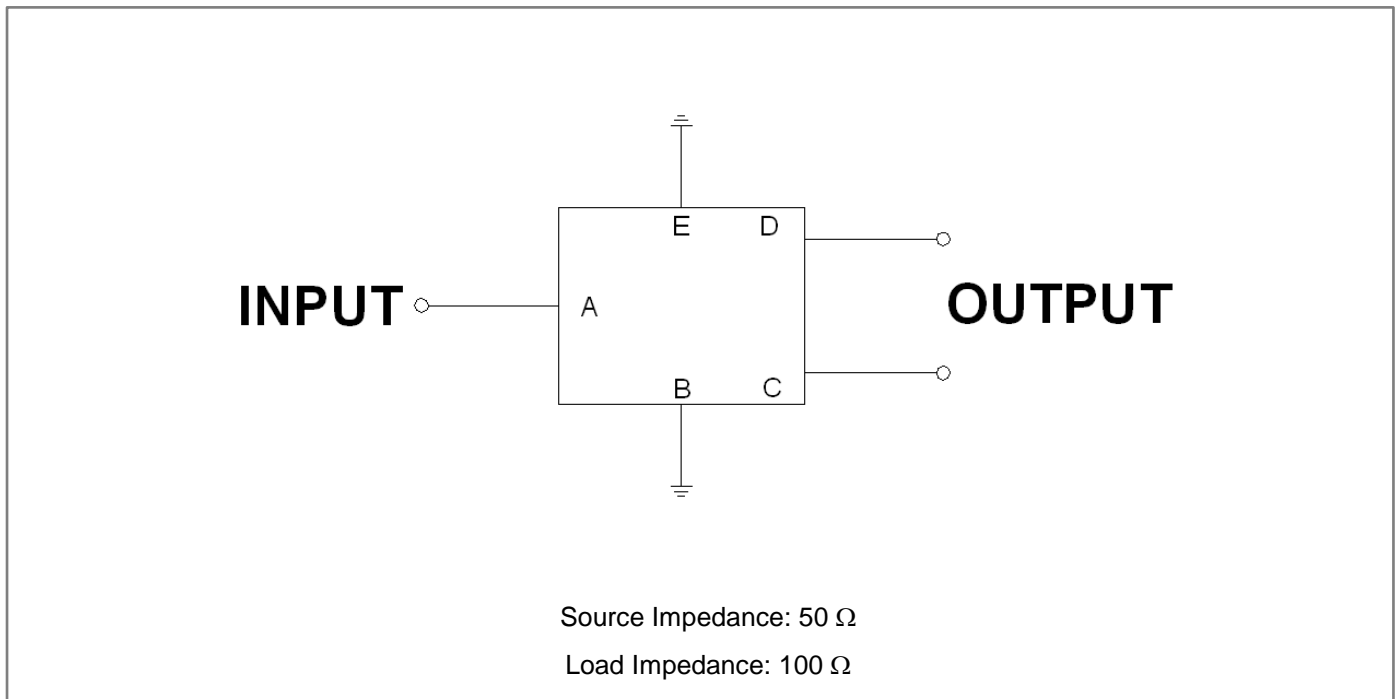 E D
INPUT A OUTPUT
B C
Source Impedance: 50 Ω
Load Impedance: 100 Ω